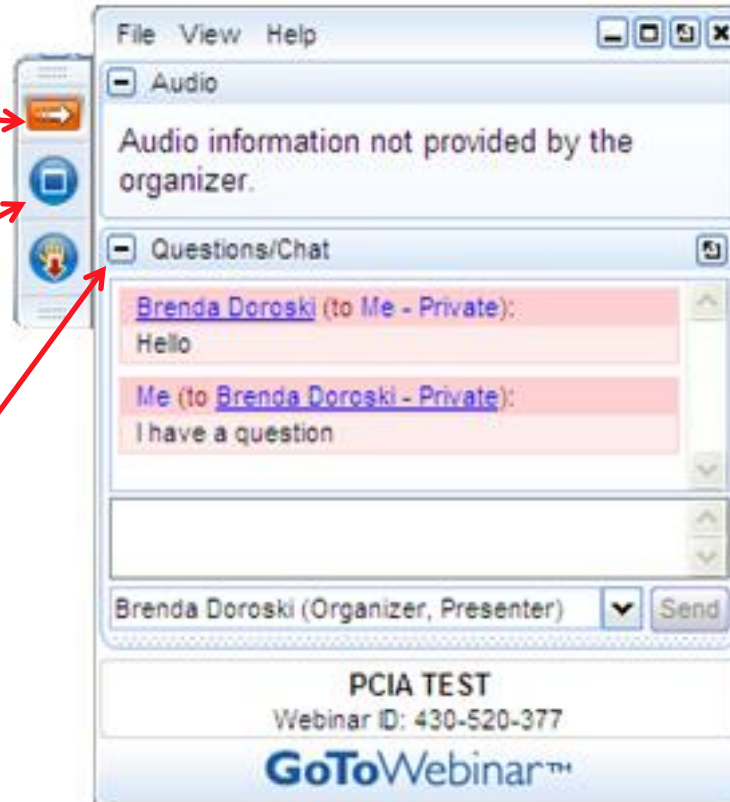 File View Help
Audio
Audio information not provided by the
organizer.
Questions/Chat
Brenda Doroski (to Me - Private):
Hello
Me (to Brenda Doroski - Private):
I have a question
Brenda Doroski (Organizer, Presenter)
Send
PCIA TEST
Webinar ID: 430-520-377
GoToWebinar™